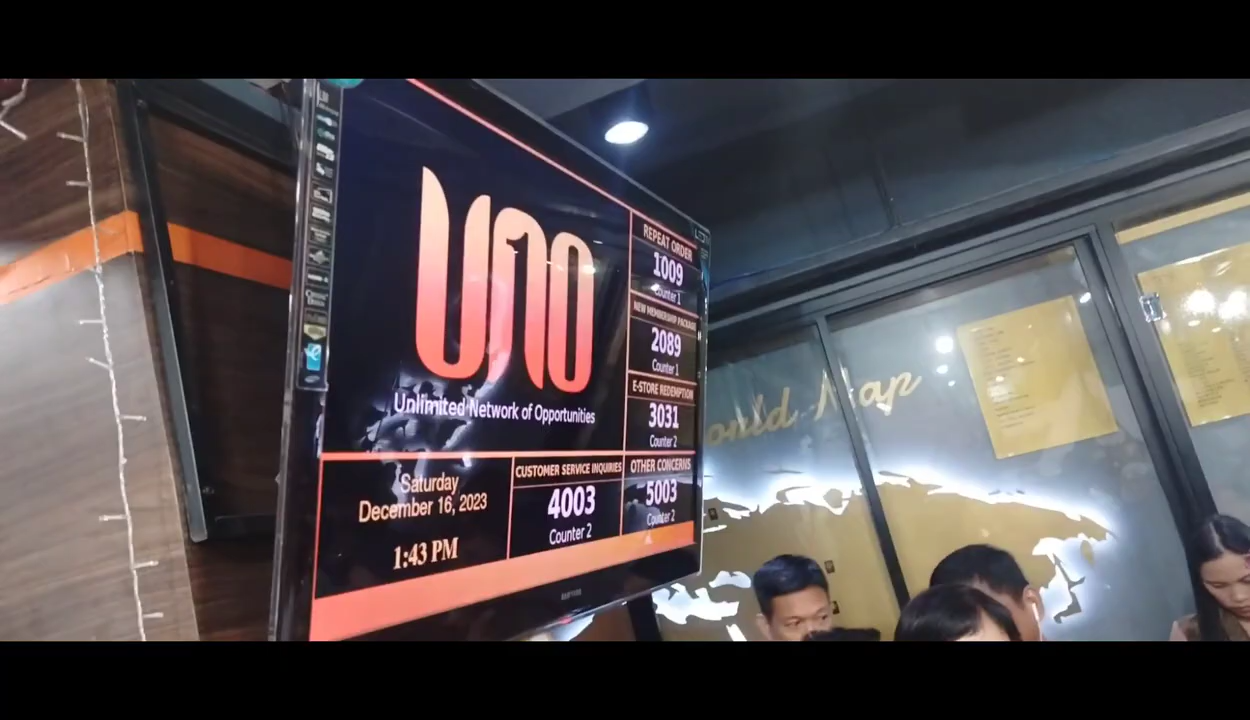 UNO
Unlimited Network of Opportunities
REPEAT ORDER
1009
Counter 1
NEW MEMBERSHIP PACKAGE
2089
Counter 1
E-STORE REDEMPTION
3031
Counter 2
Saturday
December 16, 2023
1:43 PM
CUSTOMER SERVICE INQUIRIES
4003
Counter 2
OTHER CONCERNS
5003
Counter 2
SAMSUNG
Map